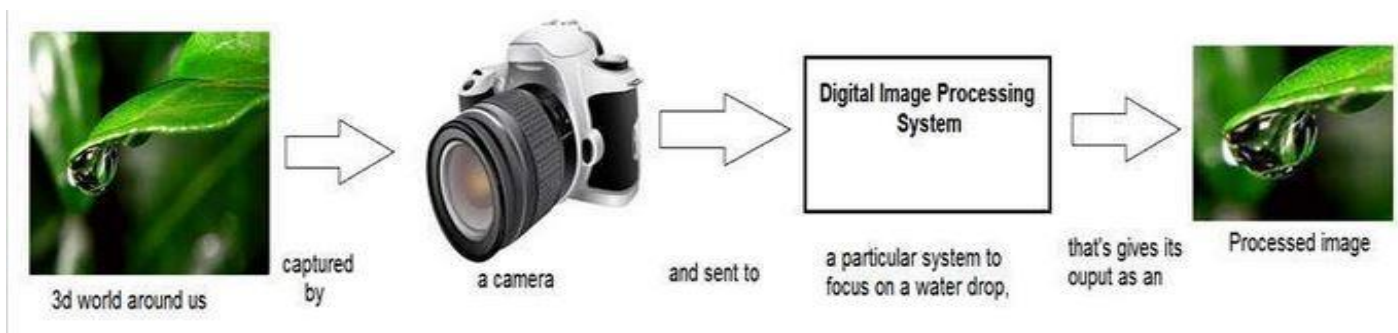 3d world around us
captured
by
a camera
and sent to
Digital Image Processing
System
a particular system to
focus on a water drop,
that's gives its
ouput as an
Processed image